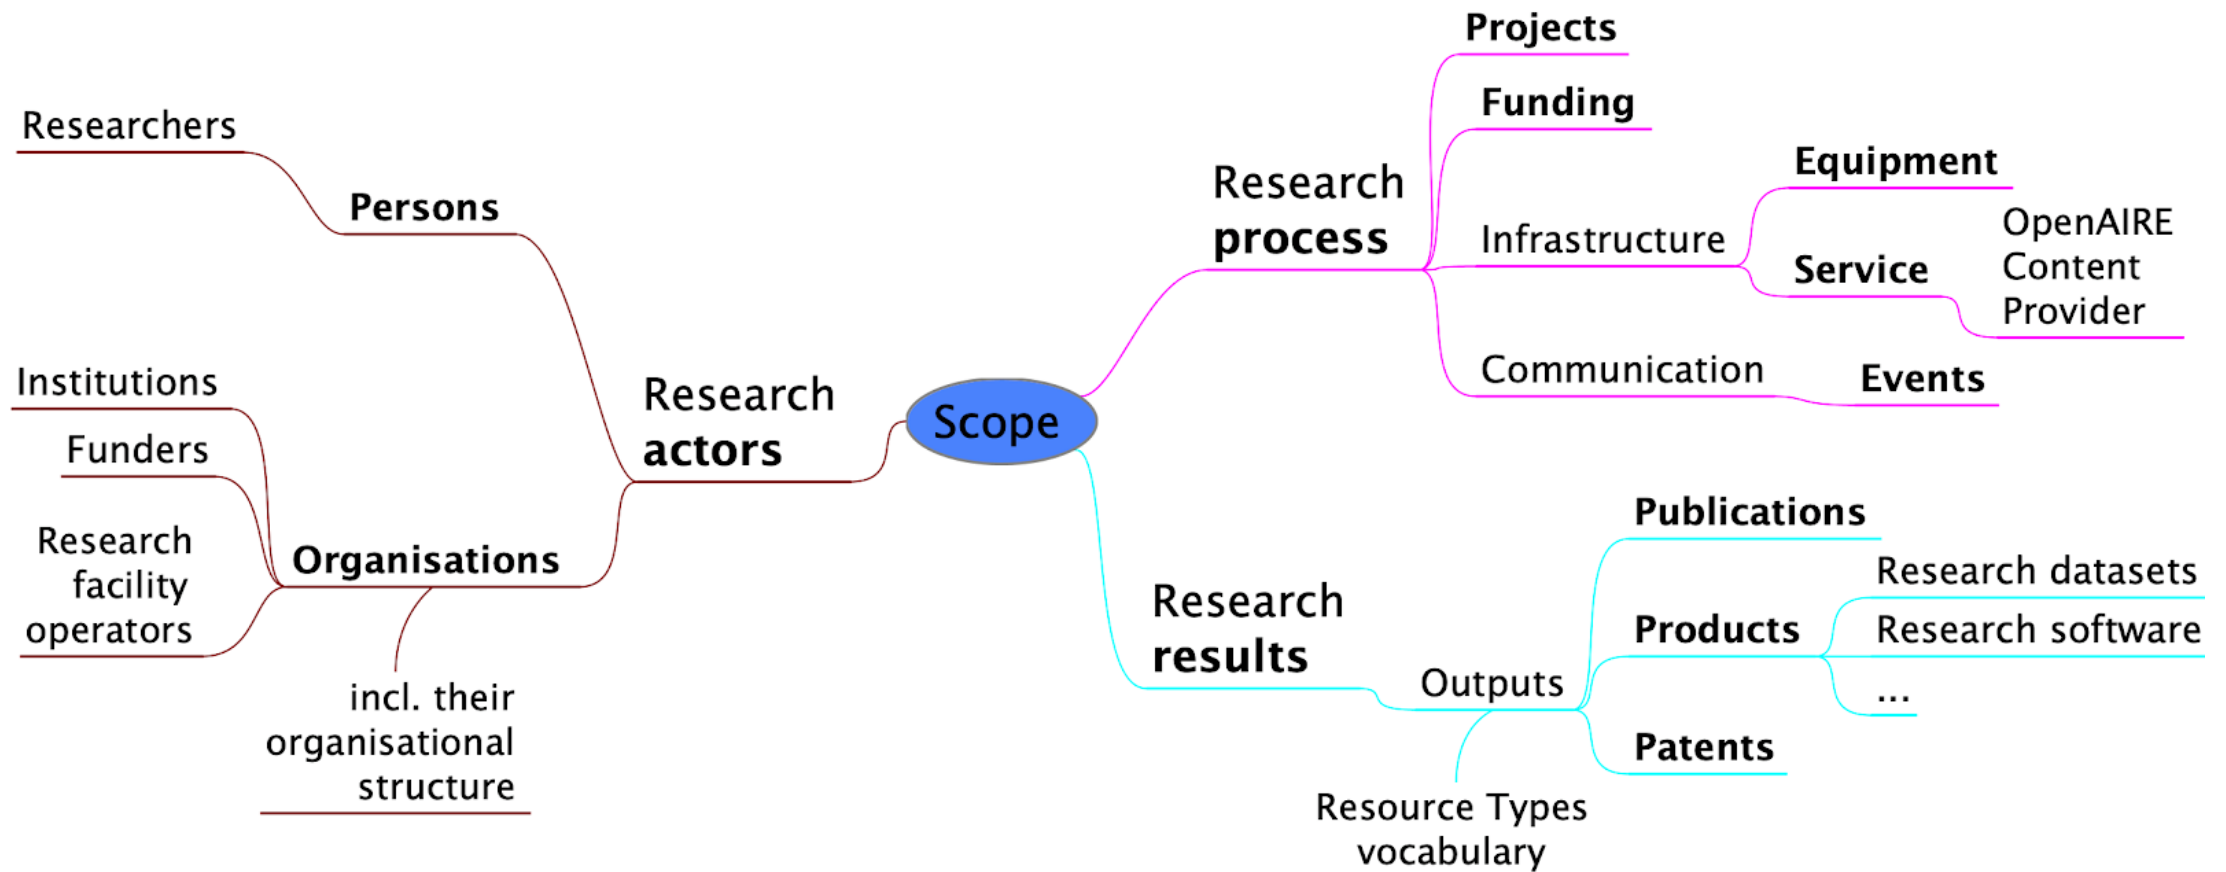 Scope
Research
actors
Persons
Researchers
Organisations
Institutions
Funders
Research
facility
operators
incl. their
organisational
structure
Research
process
Projects
Funding
Infrastructure
Equipment
Service
OpenAIRE
Content
Provider
Communication
Events
Research
results
Outputs
Publications
Products
Research datasets
Research software
...
Patents
Resource Types
vocabulary